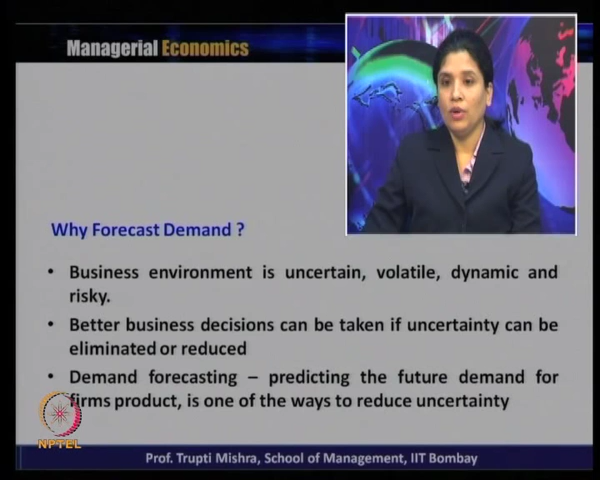 Managerial Economics
Why Forecast Demand ?
• Business environment is uncertain, volatile, dynamic and
risky.
• Better business decisions can be taken if uncertainty can be
eliminated or reduced
• Demand forecasting – predicting the future demand for
firms product, is one of the ways to reduce uncertainty
NPTEL
Prof. Trupti Mishra, School of Management, IIT Bombay